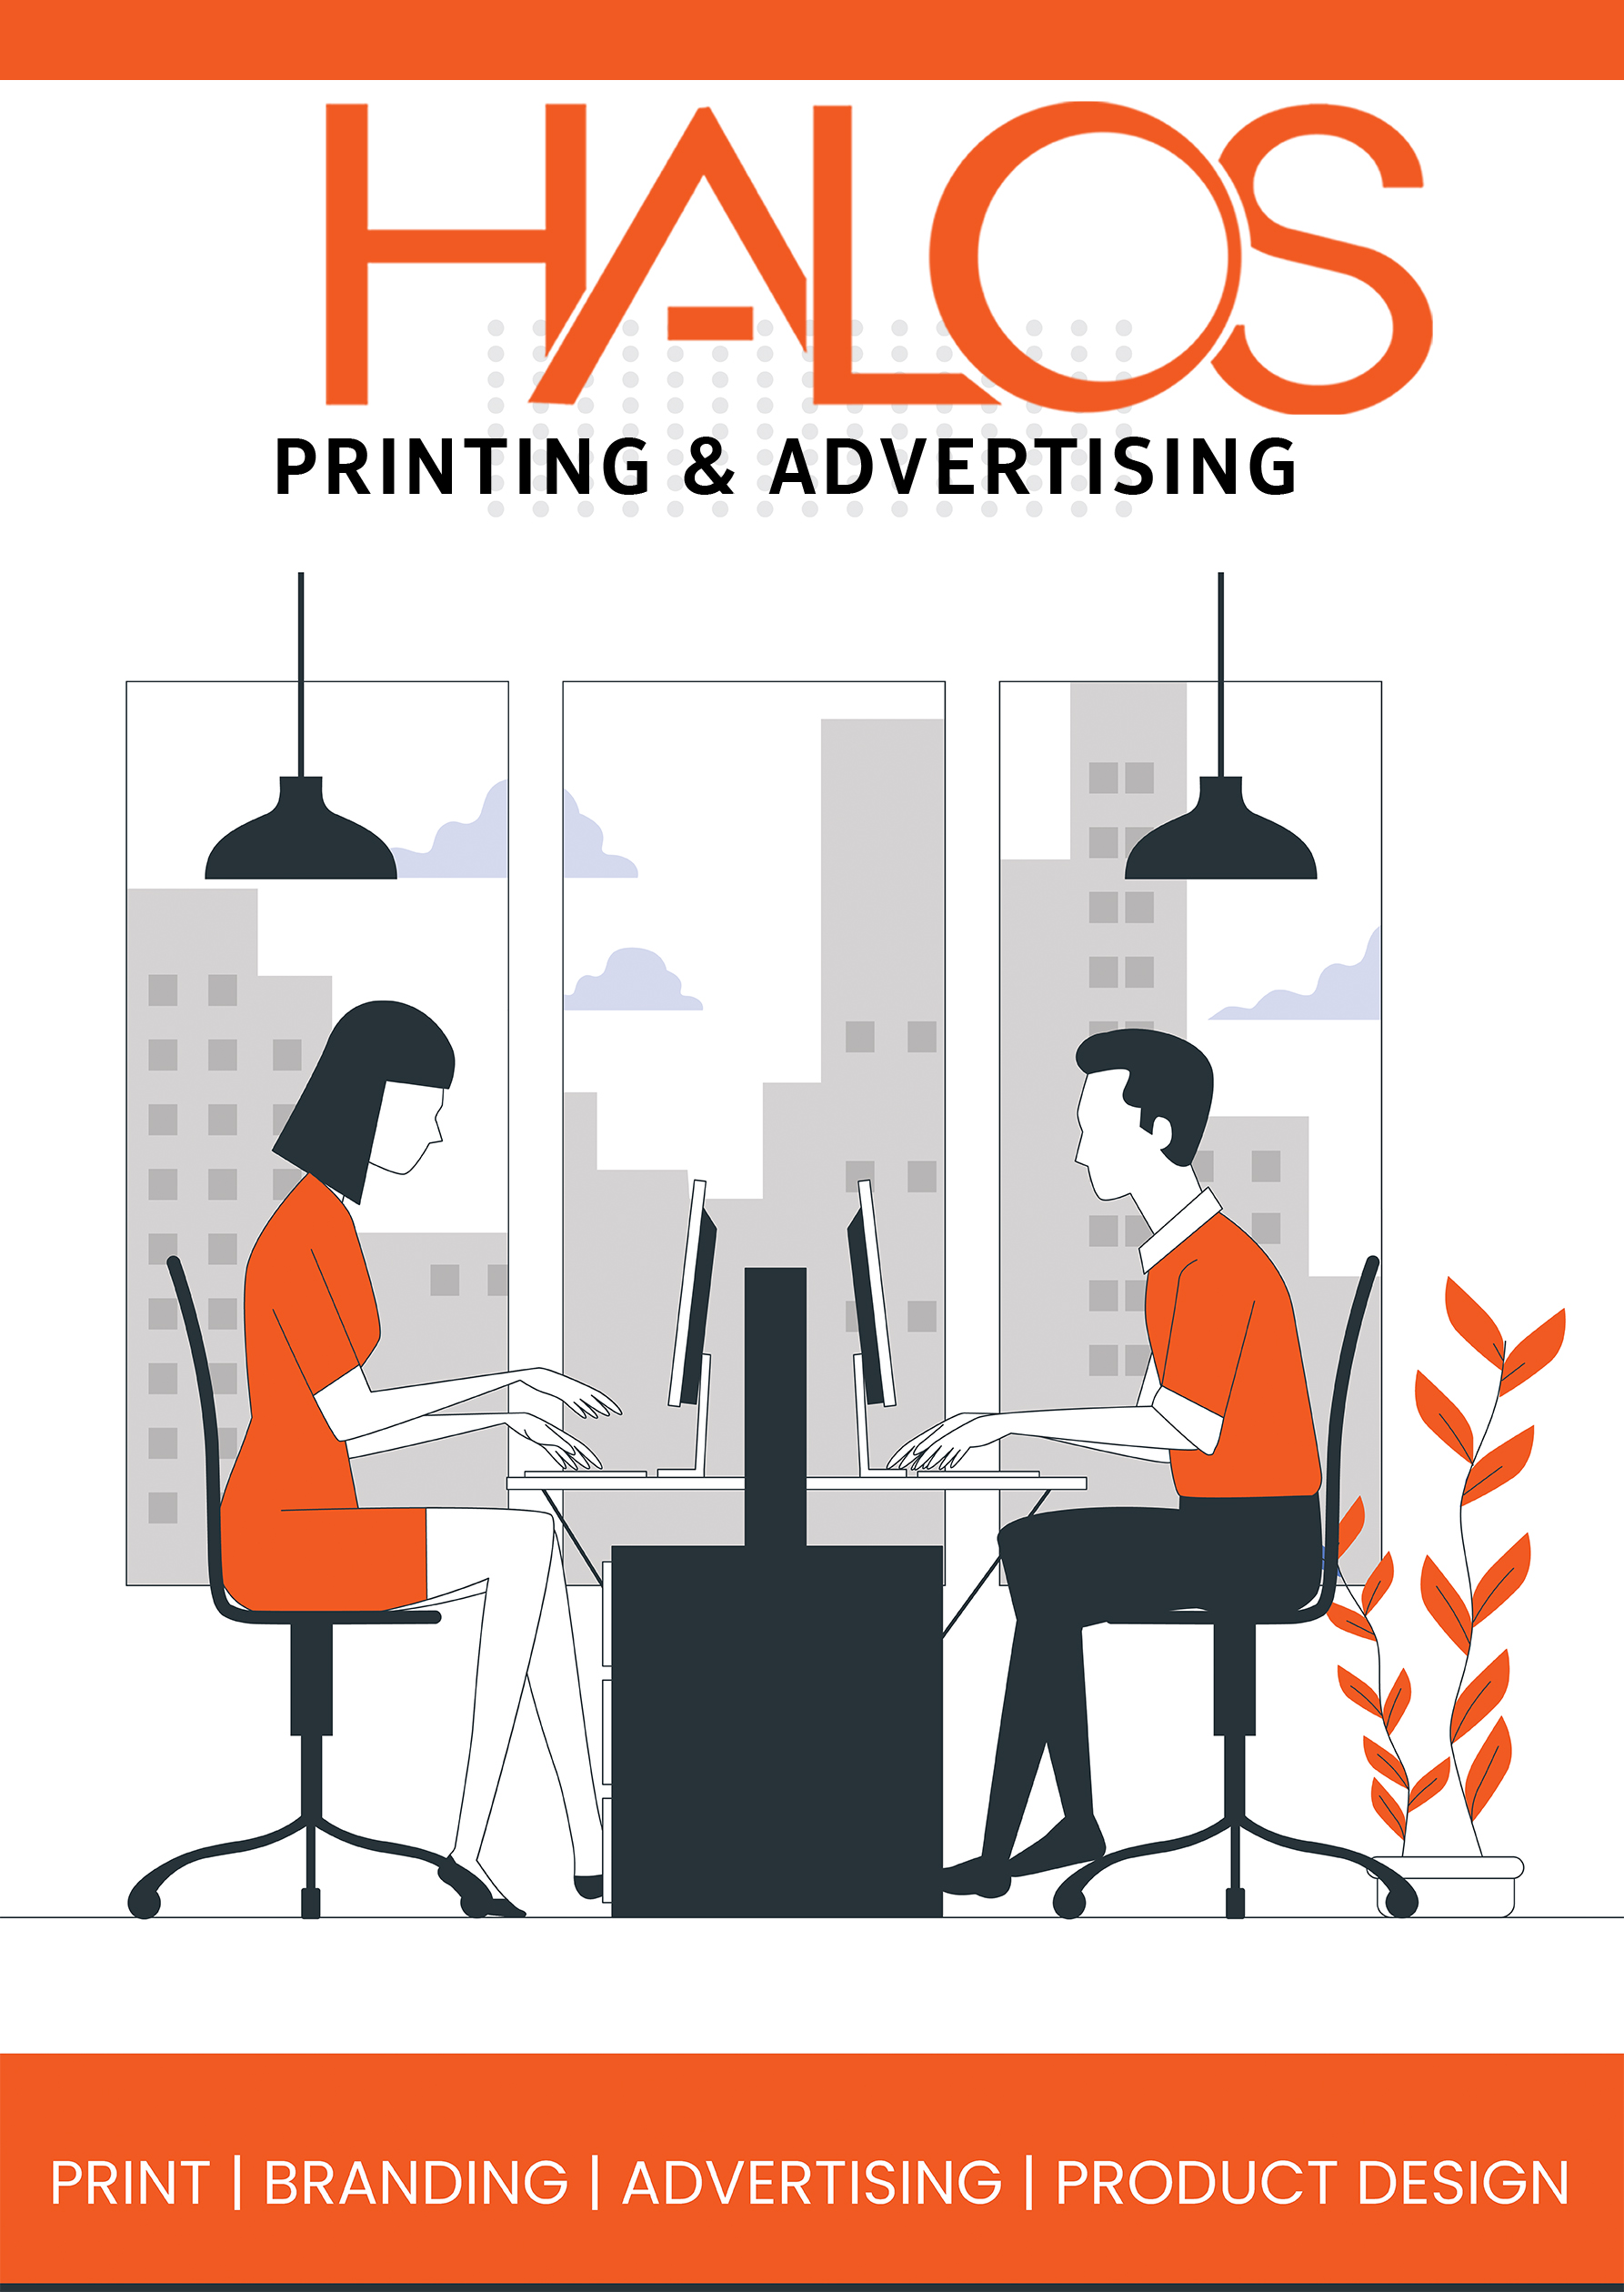 HALOS
PRINTING & ADVERTISING
PRINT | BRANDING | ADVERTISING | PRODUCT DESIGN